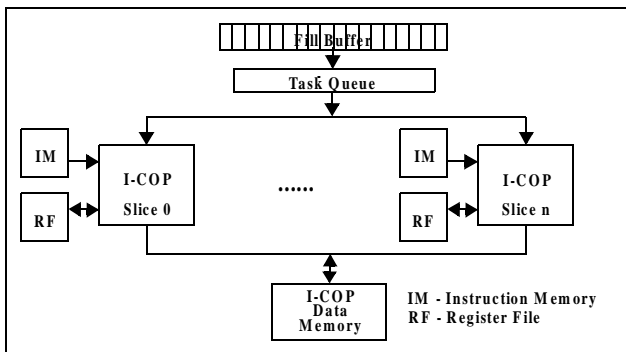 Fill Buffer
Task Queue
IM
I-COP
Slice 0
RF
......
IM
I-COP
Slice n
RF
I-COP
Data
Memory
IM - Instruction Memory
RF - Register File